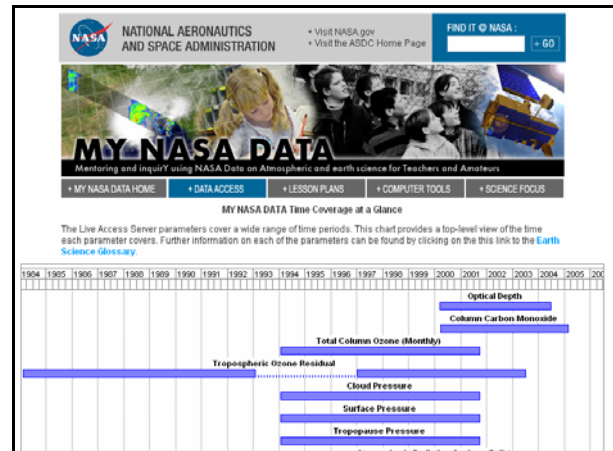 NASA
NATIONAL AERONAUTICS
AND SPACE ADMINISTRATION
+ Visit NASA.gov
+ Visit the ASDC Home Page
FIND IT @ NASA :
+ GO
MY NASA DATA
Mentoring and inquirY using NASA Data on Atmospheric and earth science for Teachers and Amateurs
+ MY NASA DATA HOME
+ DATA ACCESS
+ LESSON PLANS
+ COMPUTER TOOLS
+ SCIENCE FOCUS
MY NASA DATA Time Coverage at a Glance
The Live Access Server parameters cover a wide range of time periods. This chart provides a top-level view of the time
each parameter covers. Further information on each of the parameters can be found by clicking on the this link to the Earth
Science Glossary.
1984 1985 1986 1987 1988 1989 1990 1991 1992 1993 1994 1995 1996 1997 1998 1999 2000 2001 2002 2003 2004 2005 200
Optical Depth
Column Carbon Monoxide
Total Column Ozone (Monthly)
Tropospheric Ozone Residual
Cloud Pressure
Surface Pressure
Tropopause Pressure